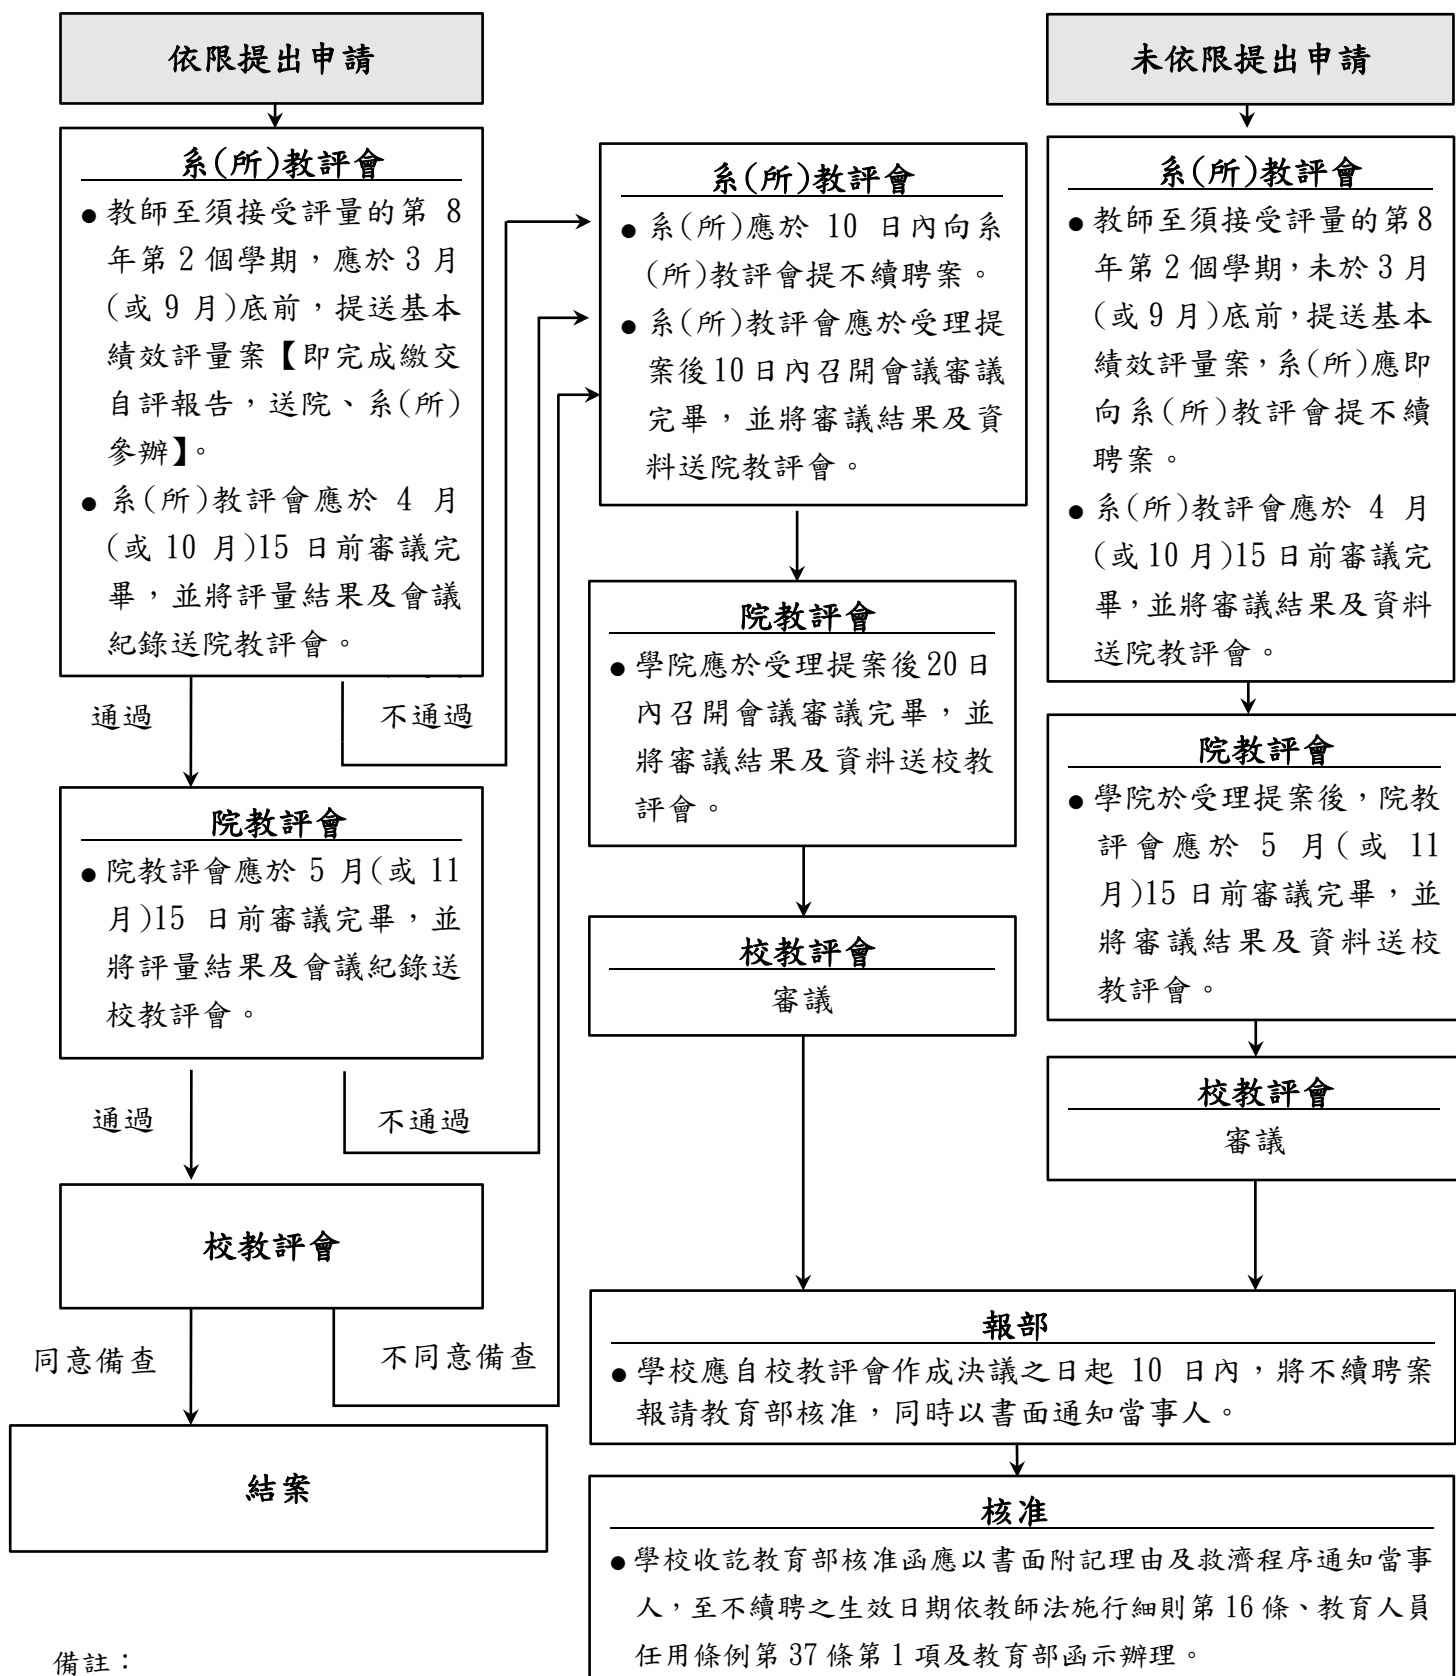 依限提出申請
系(所)教評會
●教師至須接受評量的第 8
年第 2 個學期，應於 3 月
(或 9 月)底前，提送基本
績效評量案【即完成繳交
自評報告，送院、系(所)
參辦】。
●系(所)教評會應於 4 月
(或 10 月)15 日前審議完
畢，並將評量結果及會議
紀錄送院教評會。
通過
不通過
院教評會
●院教評會應於 5 月(或 11
月)15 日前審議完畢，並
將評量結果及會議紀錄送
校教評會。
通過
不通過
校教評會
同意備查
不同意備查
結案
備註：
系(所)教評會
●系(所)應於 10 日內向系
(所)教評會提不續聘案。
●系(所)教評會應於受理提
案後10日內召開會議審議
完畢，並將審議結果及資
料送院教評會。
院教評會
●學院應於受理提案後20日
內召開會議審議完畢，並
將審議結果及資料送校教
評會。
校教評會
審議
未依限提出申請
系(所)教評會
●教師至須接受評量的第8
年第2個學期，未於3月
(或9月)底前，提送基本
績效評量案，系(所)應即
向系(所)教評會提不續
聘案。
●系(所)教評會應於 4 月
(或10月)15日前審議完
畢，並將審議結果及資料
送院教評會。
院教評會
●學院於受理提案後，院教
評會應於 5 月(或 11
月)15日前審議完畢，並
將審議結果及資料送校
教評會。
校教評會
審議
報部
●學校應自校教評會作成決議之日起 10 日內，將不續聘案
報請教育部核准，同時以書面通知當事人。
核准
●學校收訖教育部核准函應以書面附記理由及救濟程序通知當事
人，至不續聘之生效日期依教師法施行細則第16條、教育人員
任用條例第37條第1項及教育部函示辦理。